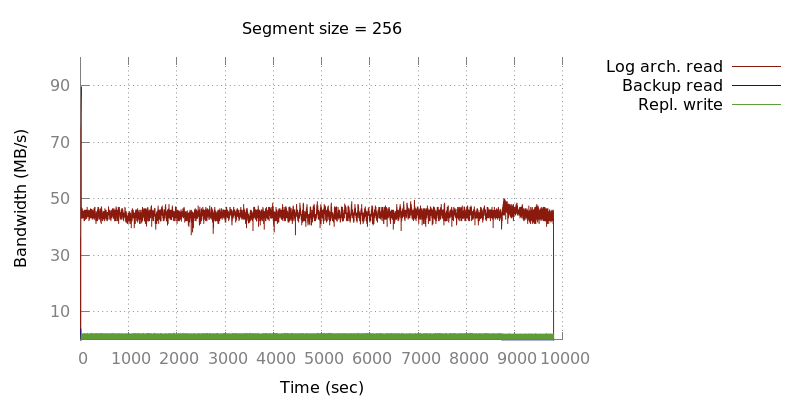 Segment size = 256
Log arch. read
Backup read
Repl. write
Bandwidth (MB/s)
90
70
50
30
10
0 1000 2000 3000 4000 5000 6000 7000 8000 9000 10000
Time (sec)